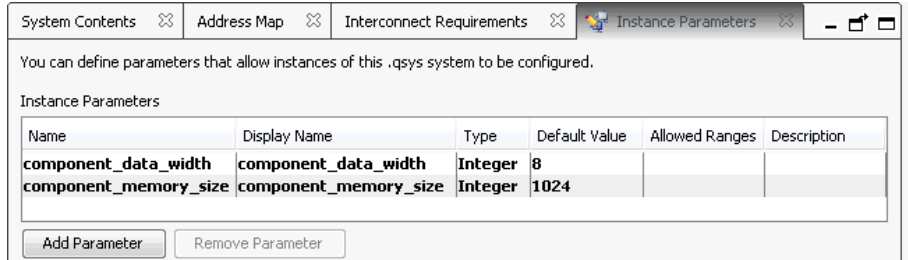 System Contents Address Map Interconnect Requirements Instance Parameters
You can define parameters that allow instances of this .qsys system to be configured.
Instance Parameters
Name Display Name Type Default Value Allowed Ranges Description
component_data_width component_data_width Integer 8
component_memory_size component_memory_size Integer 1024
Add Parameter Remove Parameter